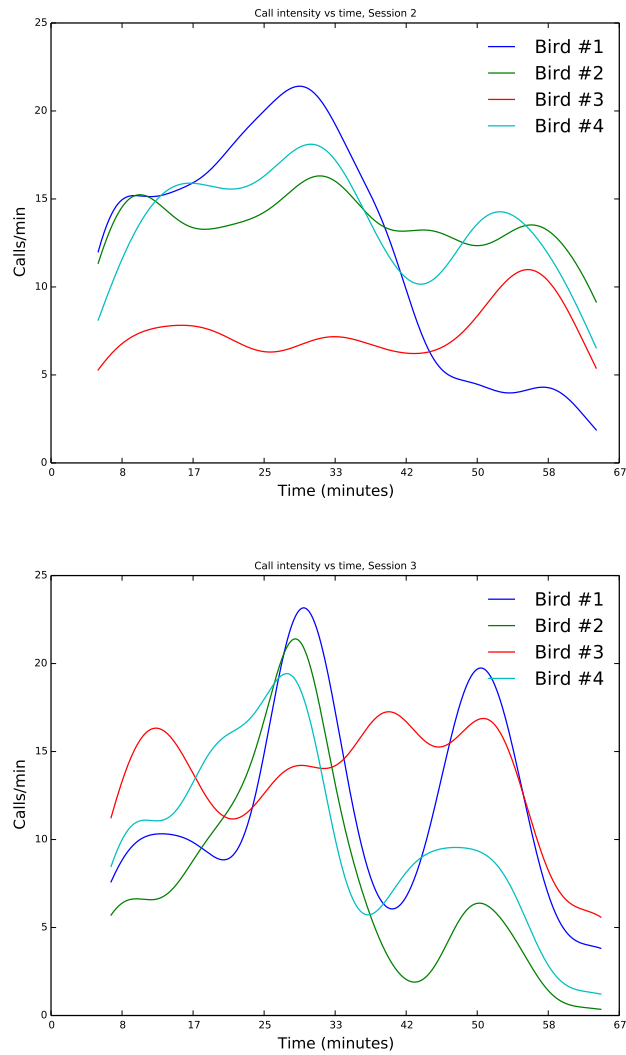 Call intensity vs time, Session 2
25
20
15
10
5
0
Calls/min
Bird #1
Bird #2
Bird #3
Bird #4
0 8 17 25 33 42 50 58 67
Time (minutes)
Call intensity vs time, Session 3
25
20
15
10
5
0
Calls/min
Bird #1
Bird #2
Bird #3
Bird #4
0 8 17 25 33 42 50 58 67
Time (minutes)